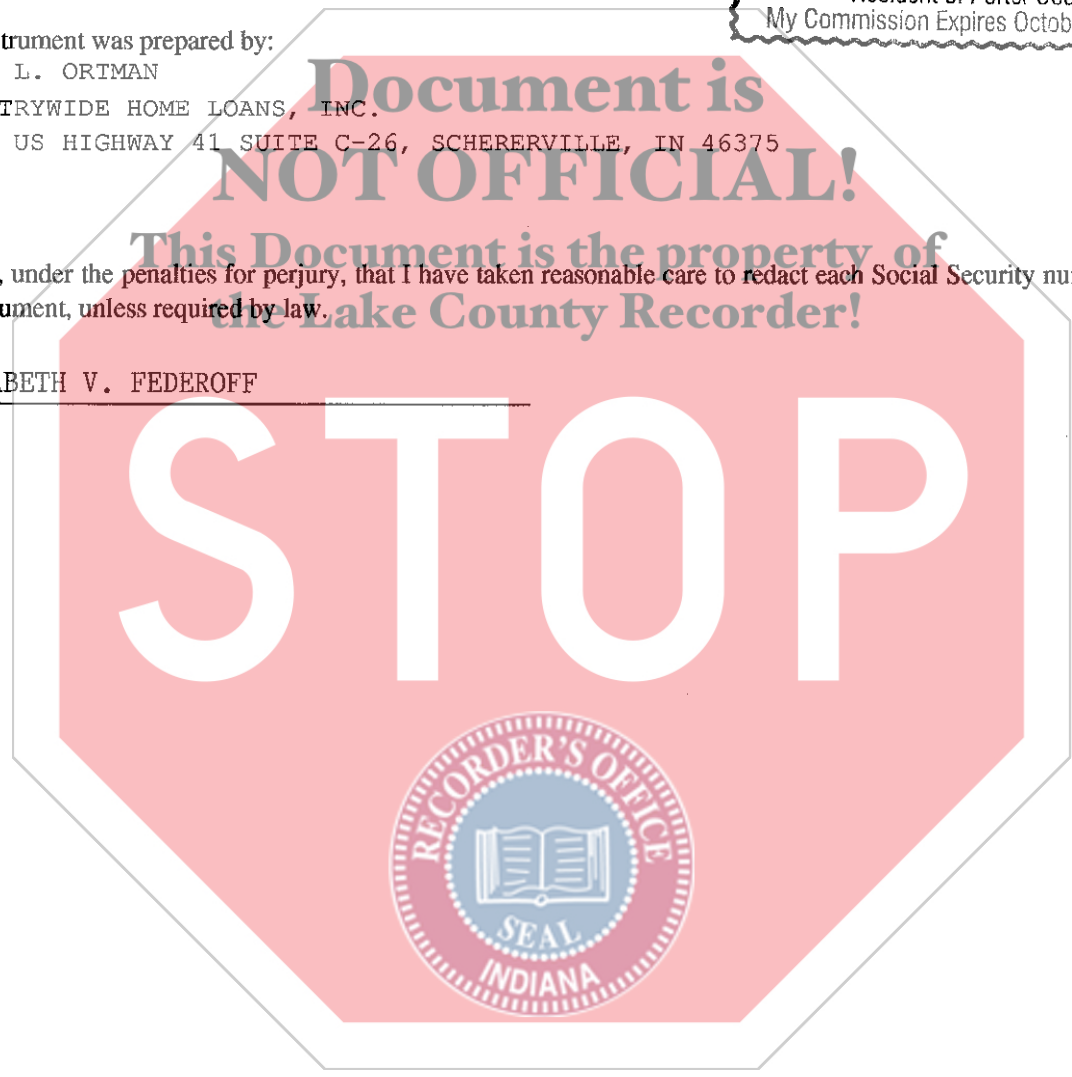 My Commission Expires Octob
trument was prepared by:
L. ORTMAN
TRYWIDE HOME LOANS, INC.
US HIGHWAY 41 SUITE C-26, SCHERERVILLE, IN 46375
Document is
NOT OFFICIAL!
This Document is the property of
the Lake County Recorder!
, under the penalties for perjury, that I have taken reasonable care to redact each Social Security nu
ument, unless required by law.
ABETH V. FEDEROFF
STOP
RECORDER'S OFFICE
SEAL
INDIANA